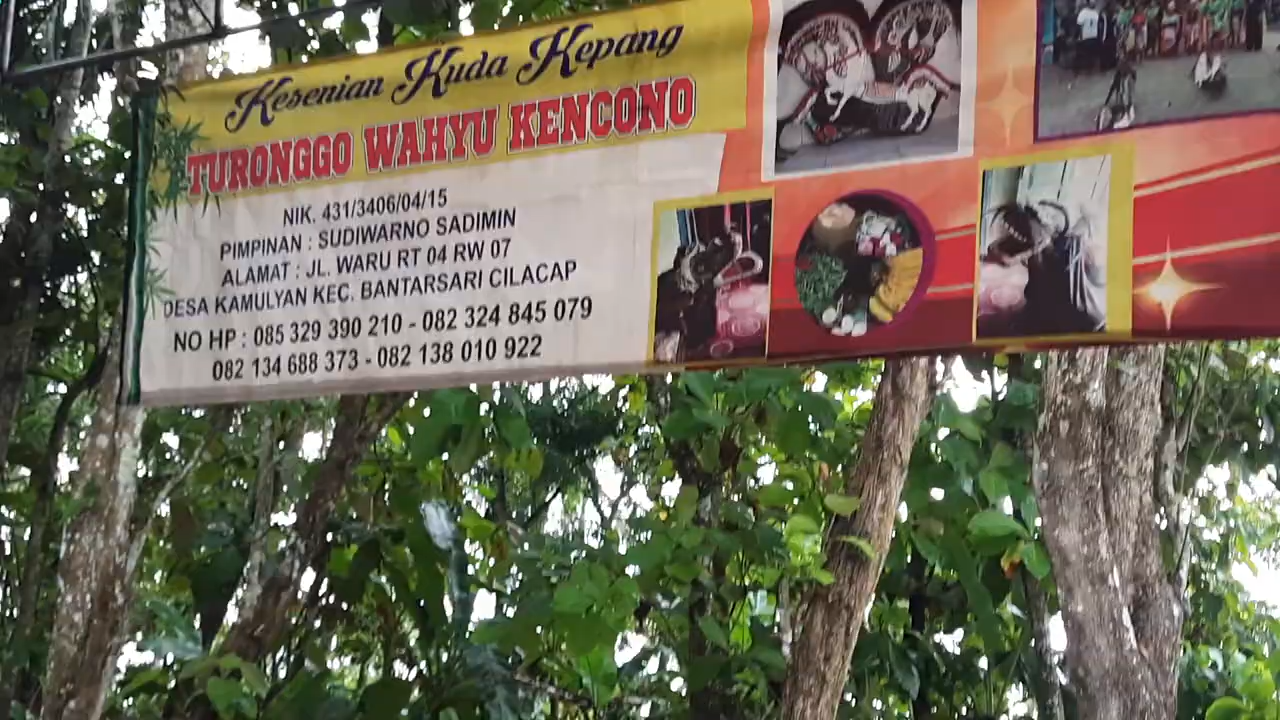 Kesenian Kuda Kepang
TURONGGO WAHYU KENCONO
NIK. 431/3406/04/15
PIMPINAN : SUDIWARNO SADIMIN
ALAMAT : JL. WARU RT 04 RW 07
DESA KAMULYAN KEC. BANTARSARI CILACAP
NO HP : 085 329 390 210 - 082 324 845 079
082 134 688 373 - 082 138 010 922